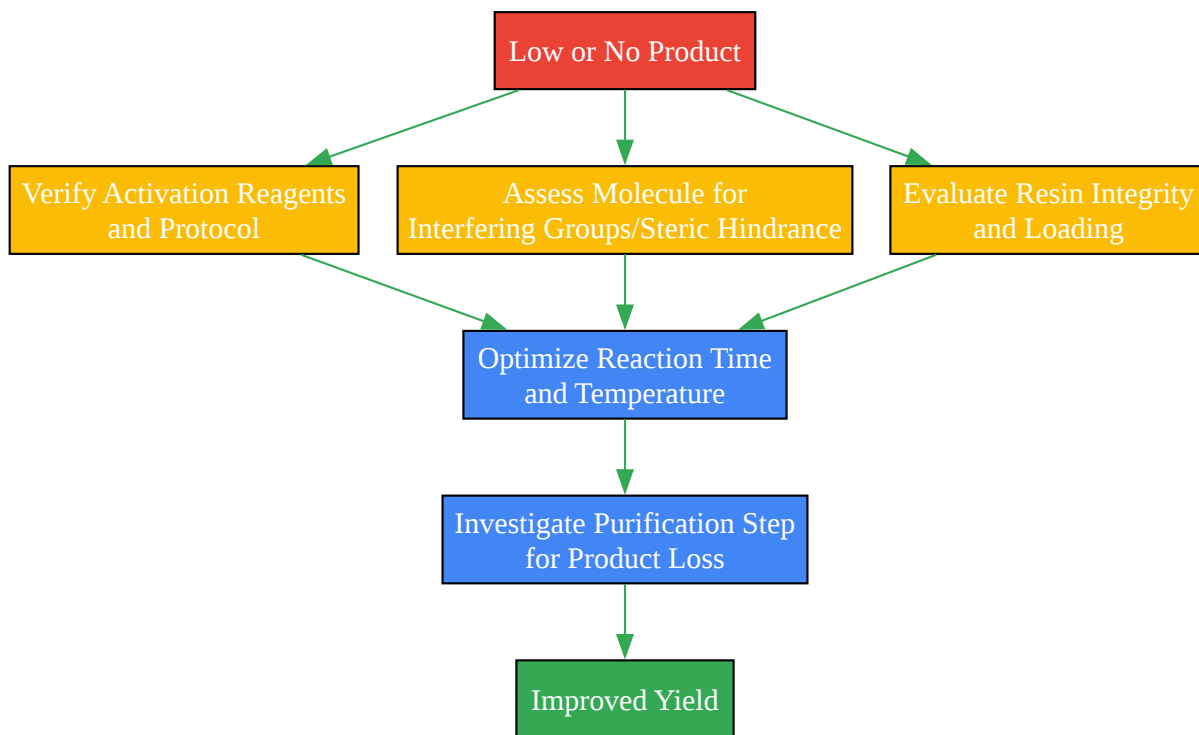 Low or No Product
Verify Activation Reagents
and Protocol
Assess Molecule for
Interfering Groups/Steric Hindrance
Evaluate Resin Integrity
and Loading
Optimize Reaction Time
and Temperature
Investigate Purification Step
for Product Loss
Improved Yield